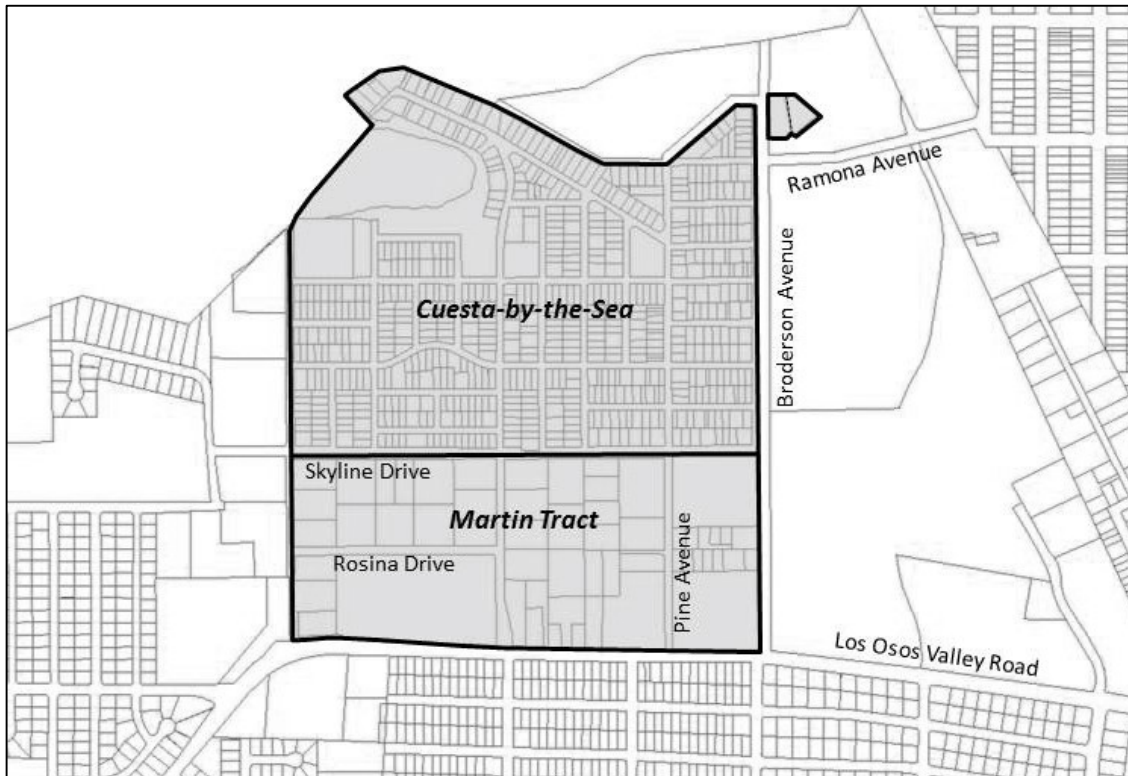 Ramona Avenue
Broderson Avenue
Cuesta-by-the-Sea
Skyline Drive
Martin Tract
Pine Avenue
Rosina Drive
Los Osos Valley Road